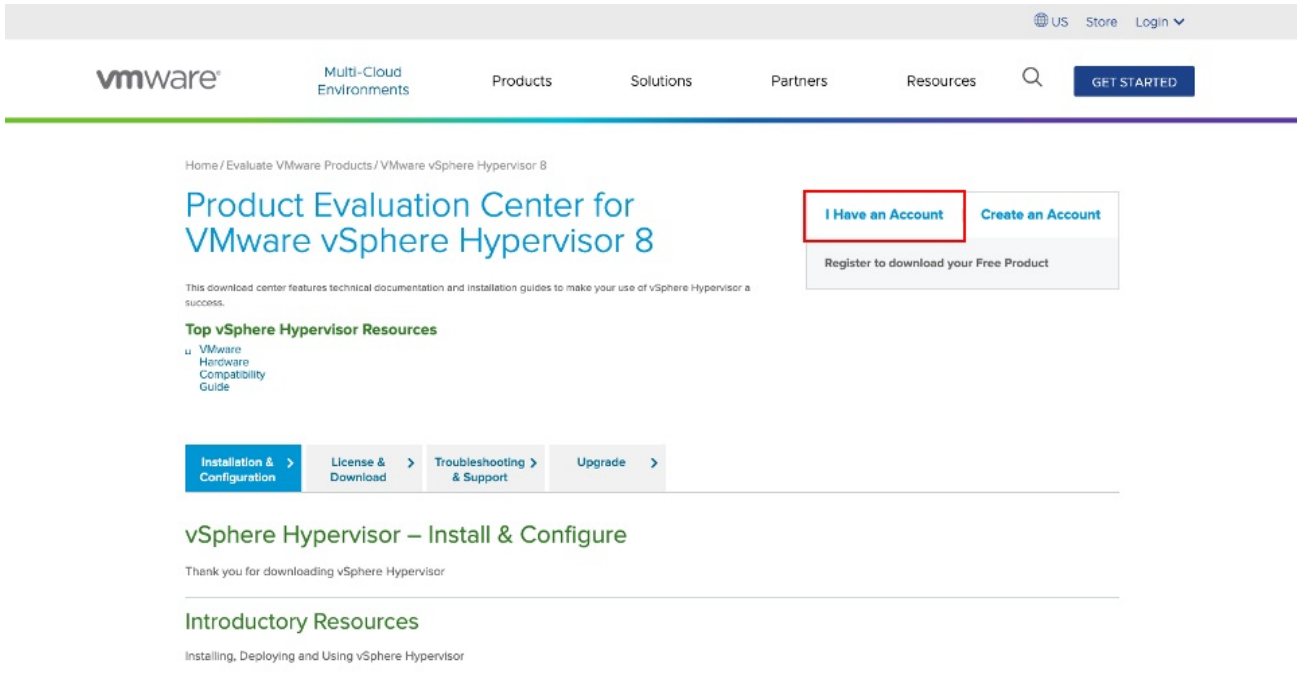 US Store Login
vmware®
Multi-Cloud
Environments
Products
Solutions
Partners
Resources
GET STARTED
Home / Evaluate VMware Products / VMware vSphere Hypervisor 8
Product Evaluation Center for
VMware vSphere Hypervisor 8
I Have an Account
Create an Account
Register to download your Free Product
This download center features technical documentation and installation guides to make your use of vSphere Hypervisor a
success.
Top vSphere Hypervisor Resources
VMware
Hardware
Compatibility
Guide
Installation &
Configuration
License &
Download
Troubleshooting
& Support
Upgrade
vSphere Hypervisor – Install & Configure
Thank you for downloading vSphere Hypervisor
Introductory Resources
Installing, Deploying and Using vSphere Hypervisor